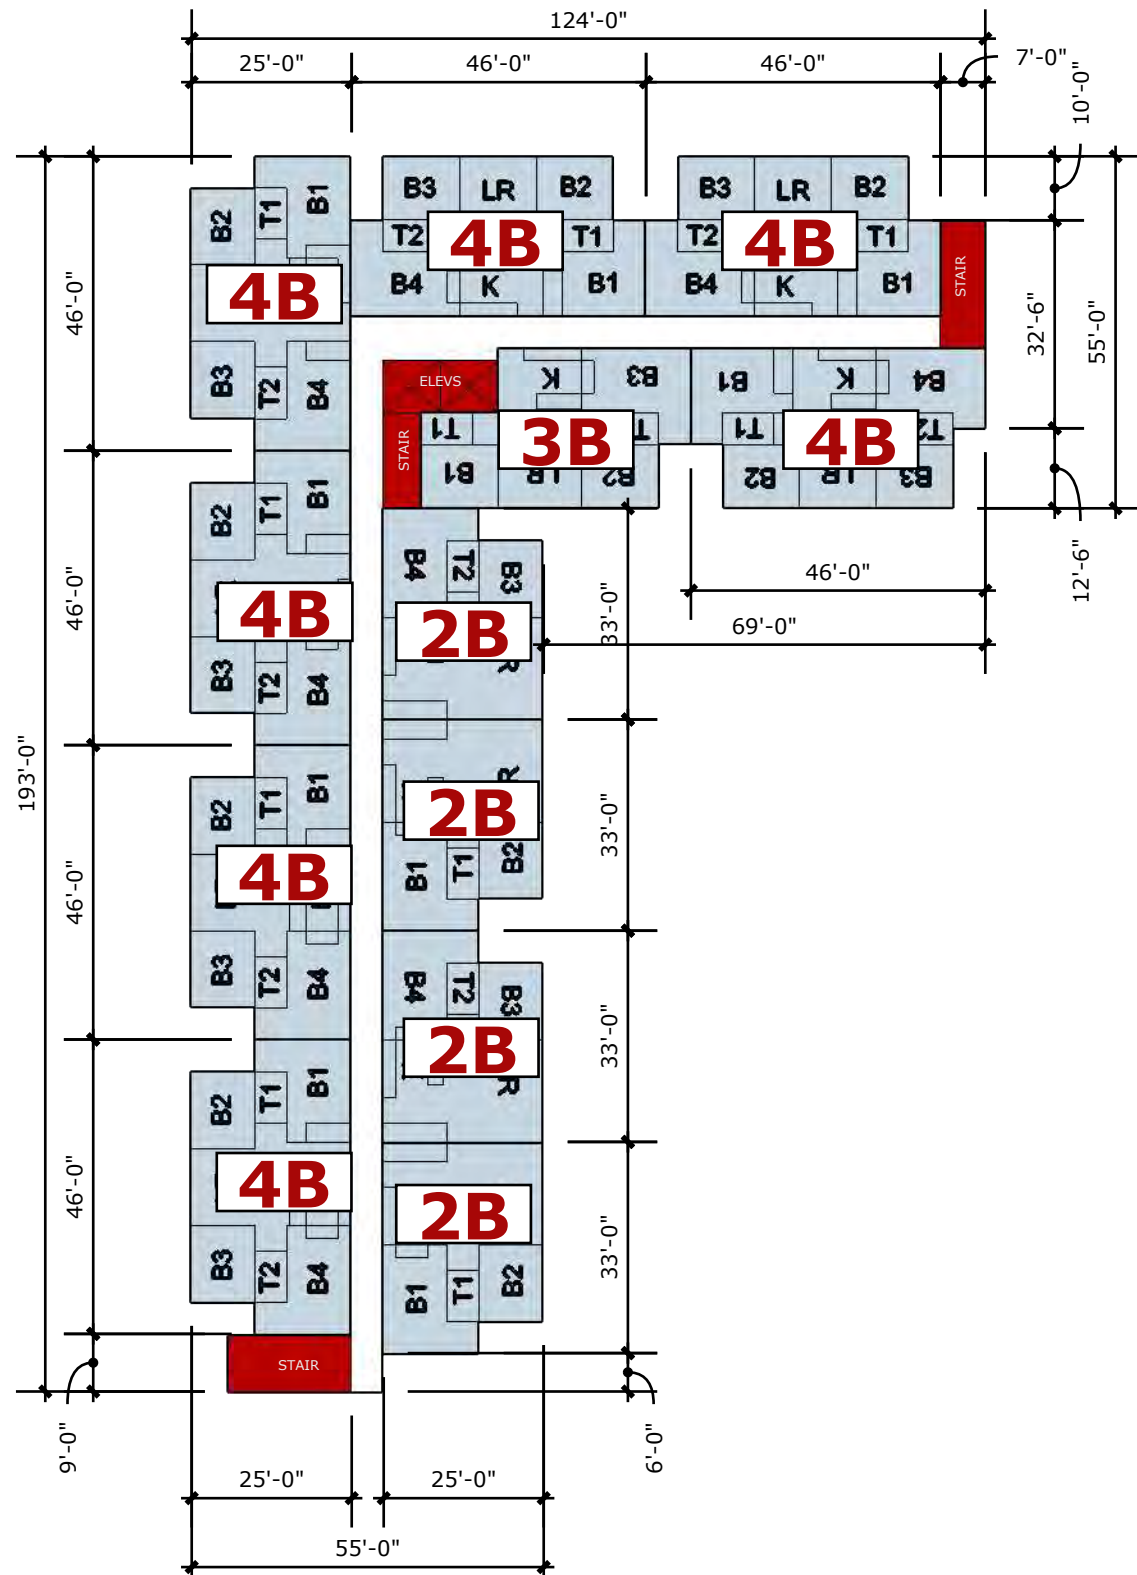 124'-0"
25'-0" 46'-0" 46'-0" 7'-0"
10'-0"
B3 LR B2 B3 LR B2
B1 T1 B2
T2 4B T1 T2 4B T1
B4 K B1 B4 K B1
STAIR
4B
46'-0"
32'-6"
55'-0"
B3 T2 B4
ELEVS
K B3 B1 K B4
STAIR
T1 3B T T1 4B T2
B1 LR B2 B2 LR B3
12'-6"
B2 T1 B1
B4 T2 B3
46'-0"
46'-0"
4B
2B
33'-0"
69'-0"
R
B3 T2 B4
193'-0"
B2 T1 B1
R
2B
33'-0"
46'-0"
4B
B1 T1 B2
B3 T2 B4
B4 T2 B3
2B
33'-0"
R
B2 T1 B1
46'-0"
4B
2B
33'-0"
B3 T2 B4
B1 T1 B2
STAIR
9'-0"
6'-0"
25'-0" 25'-0"
55'-0"